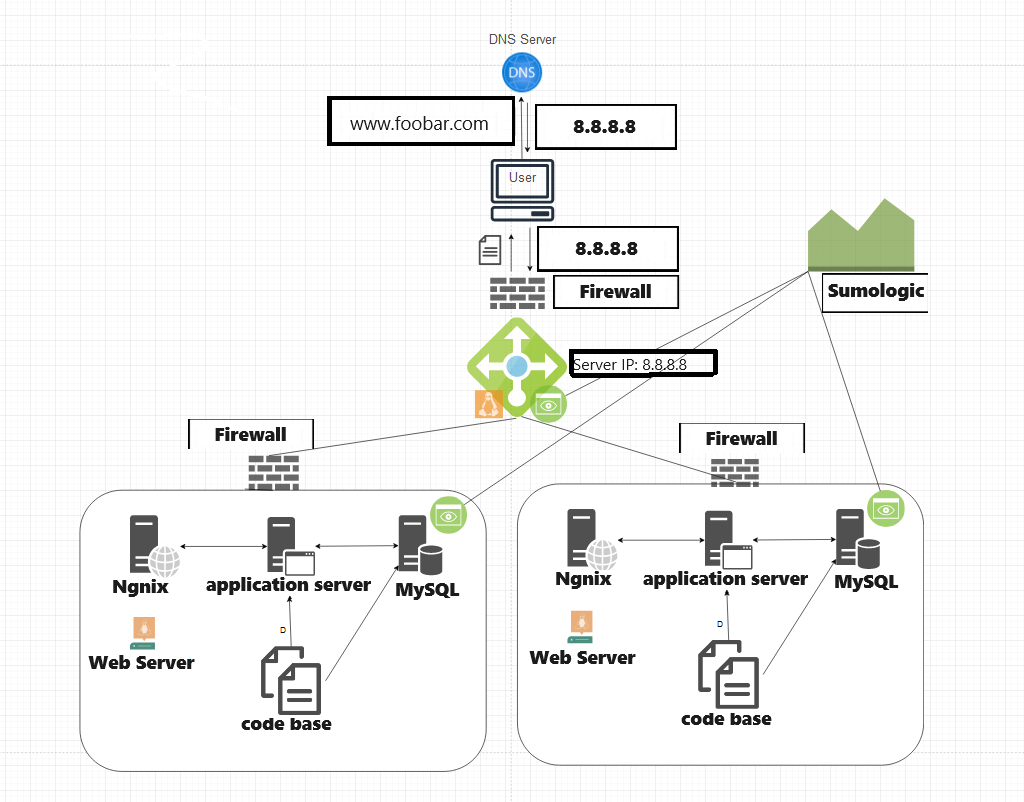 DNS Server
DNS
www.foobar.com
8.8.8.8
User
8.8.8.8
Firewall
Sumologic
Server IP: 8.8.8.8
Firewall
Firewall
Ngnix
application server
MySQL
D
Web Server
code base
Ngnix
application server
MySQL
D
Web Server
code base